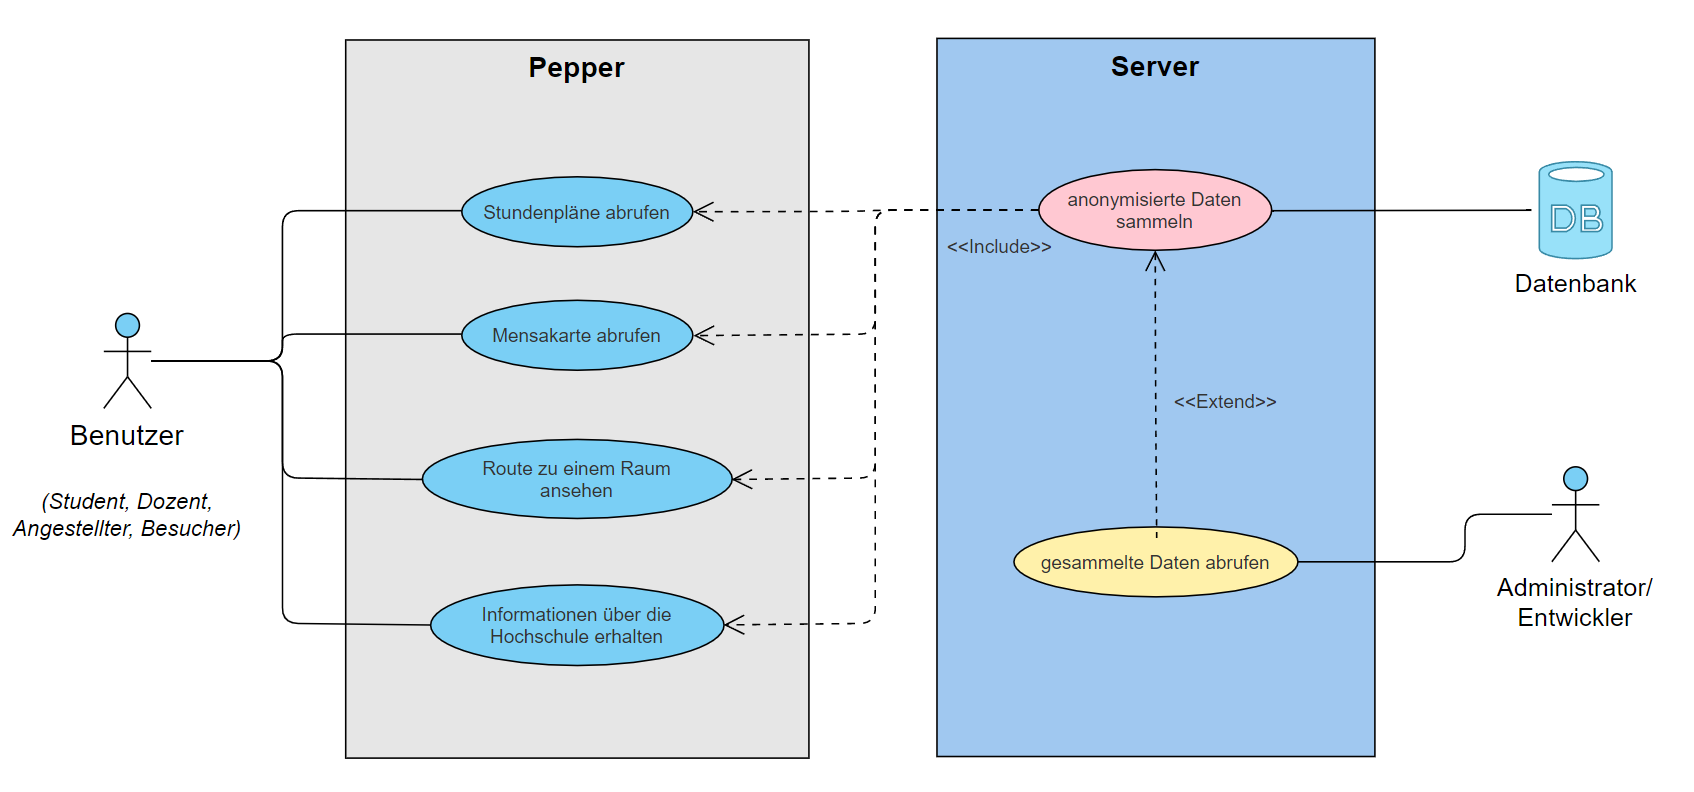 Pepper
Server
Stundenpläne abrufen
anonymisierte Daten
sammeln
<<Include>>
DB
Datenbank
Mensakarte abrufen
<<Extend>>
Benutzer
(Student, Dozent,
Angestellter, Besucher)
Route zu einem Raum
ansehen
gesammelte Daten abrufen
Administrator/
Entwickler
Informationen über die
Hochschule erhalten